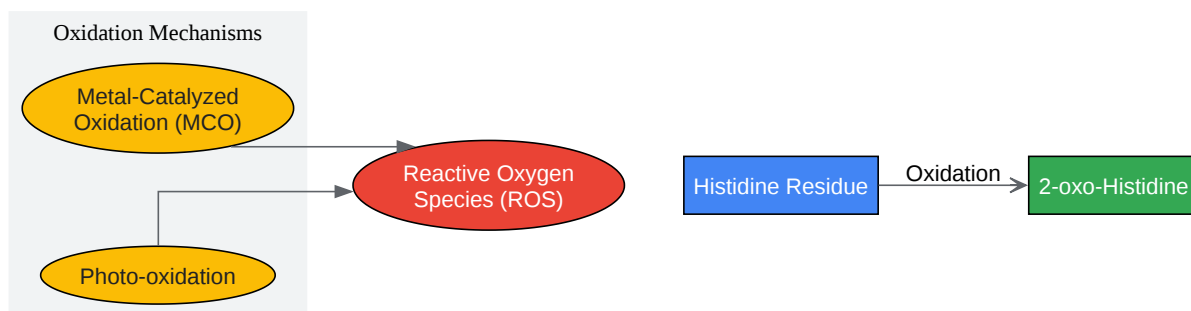 Oxidation Mechanisms
Metal-Catalyzed
Oxidation (MCO)
Photo-oxidation
Reactive Oxygen
Species (ROS)
Histidine Residue
Oxidation
2-oxo-Histidine